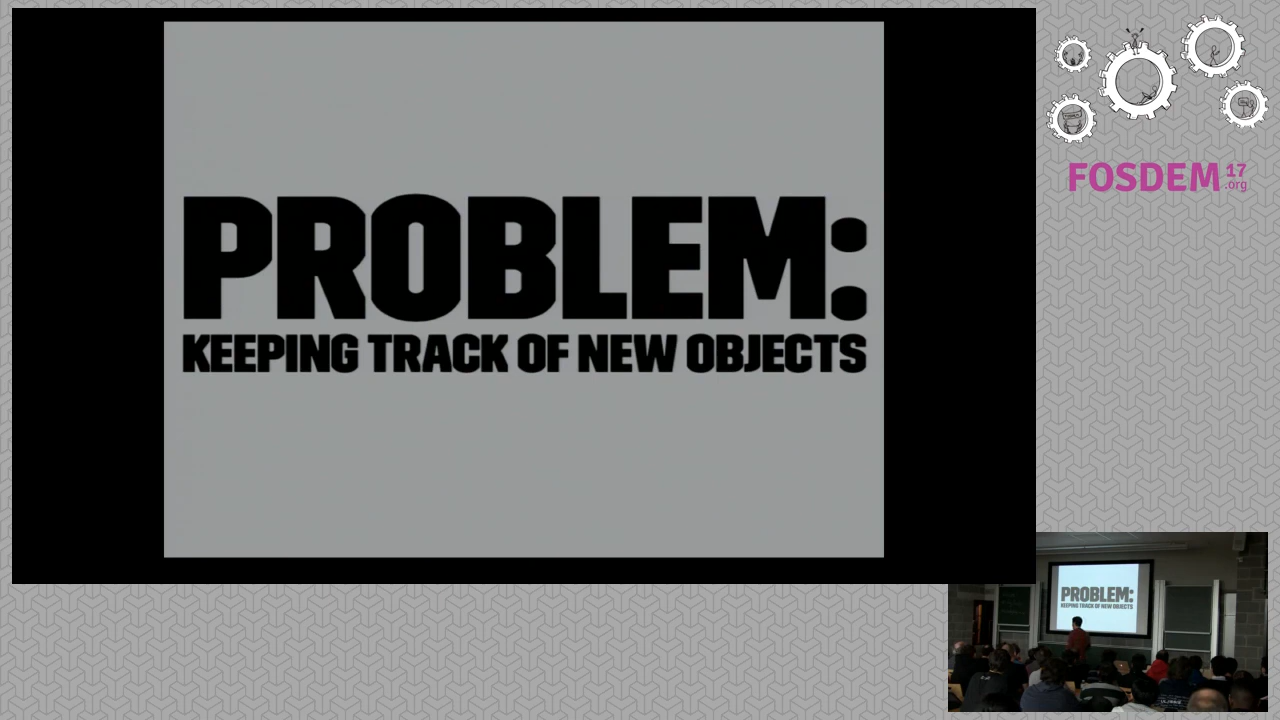 PROBLEM:
KEEPING TRACK OF NEW OBJECTS
FOSDEM 17
.org
PROBLEM:
KEEPING TRACK OF NEW OBJECTS